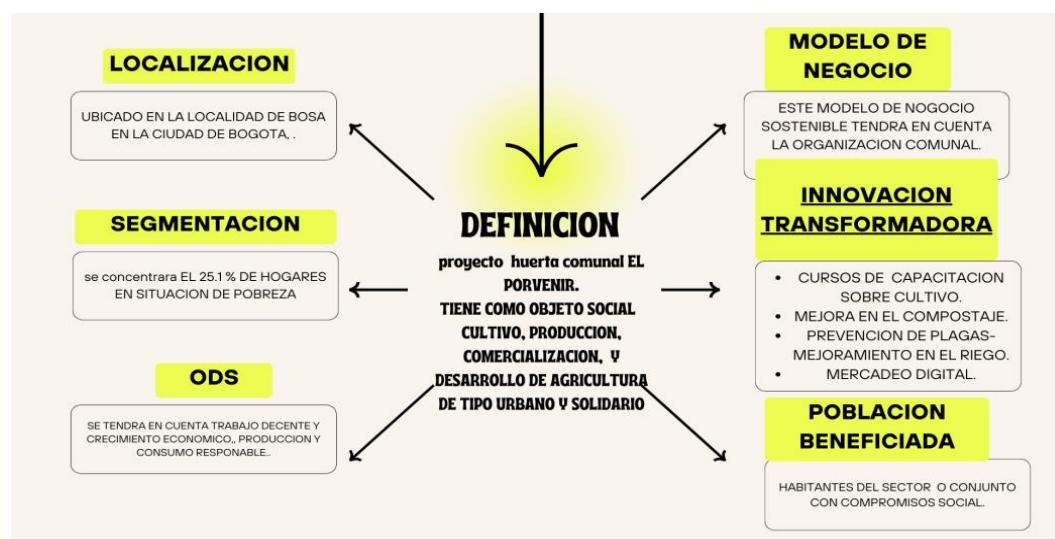 LOCALIZACION
UBICADO EN LA LOCALIDAD DE BOSA
EN LA CIUDAD DE BOGOTA, .
SEGMENTACION
se concentrara EL 25.1 % DE HOGARES
EN SITUACION DE POBREZA
ODS
SE TENDRA EN CUENTA TRABAJO DECENTE Y
CRECIMIENTO ECONOMICO,, PRODUCCION Y
CONSUMO RESPONABLE..
DEFINICION
proyecto huerta comunal EL
PORVENIR.
TIENE COMO OBJETO SOCIAL
CULTIVO, PRODUCCION,
COMERCIALIZACION, Y
DESARROLLO DE AGRICULTURA
DE TIPO URBANO Y SOLIDARIO
MODELO DE
NEGOCIO
ESTE MODELO DE NOGOCIO
SOSTENIBLE TENDRA EN CUENTA
LA ORGANIZACION COMUNAL.
INNOVACION
TRANSFORMADORA
• CURSOS DE CAPACITACION
SOBRE CULTIVO.
• MEJORA EN EL COMPOSTAJE.
• PREVENCION DE PLAGAS-
MEJORAMIENTO EN EL RIEGO.
• MERCADEO DIGITAL.
POBLACION
BENEFICIADA
HABITANTES DEL SECTOR O CONJUNTO
CON COMPROMISOS SOCIAL.